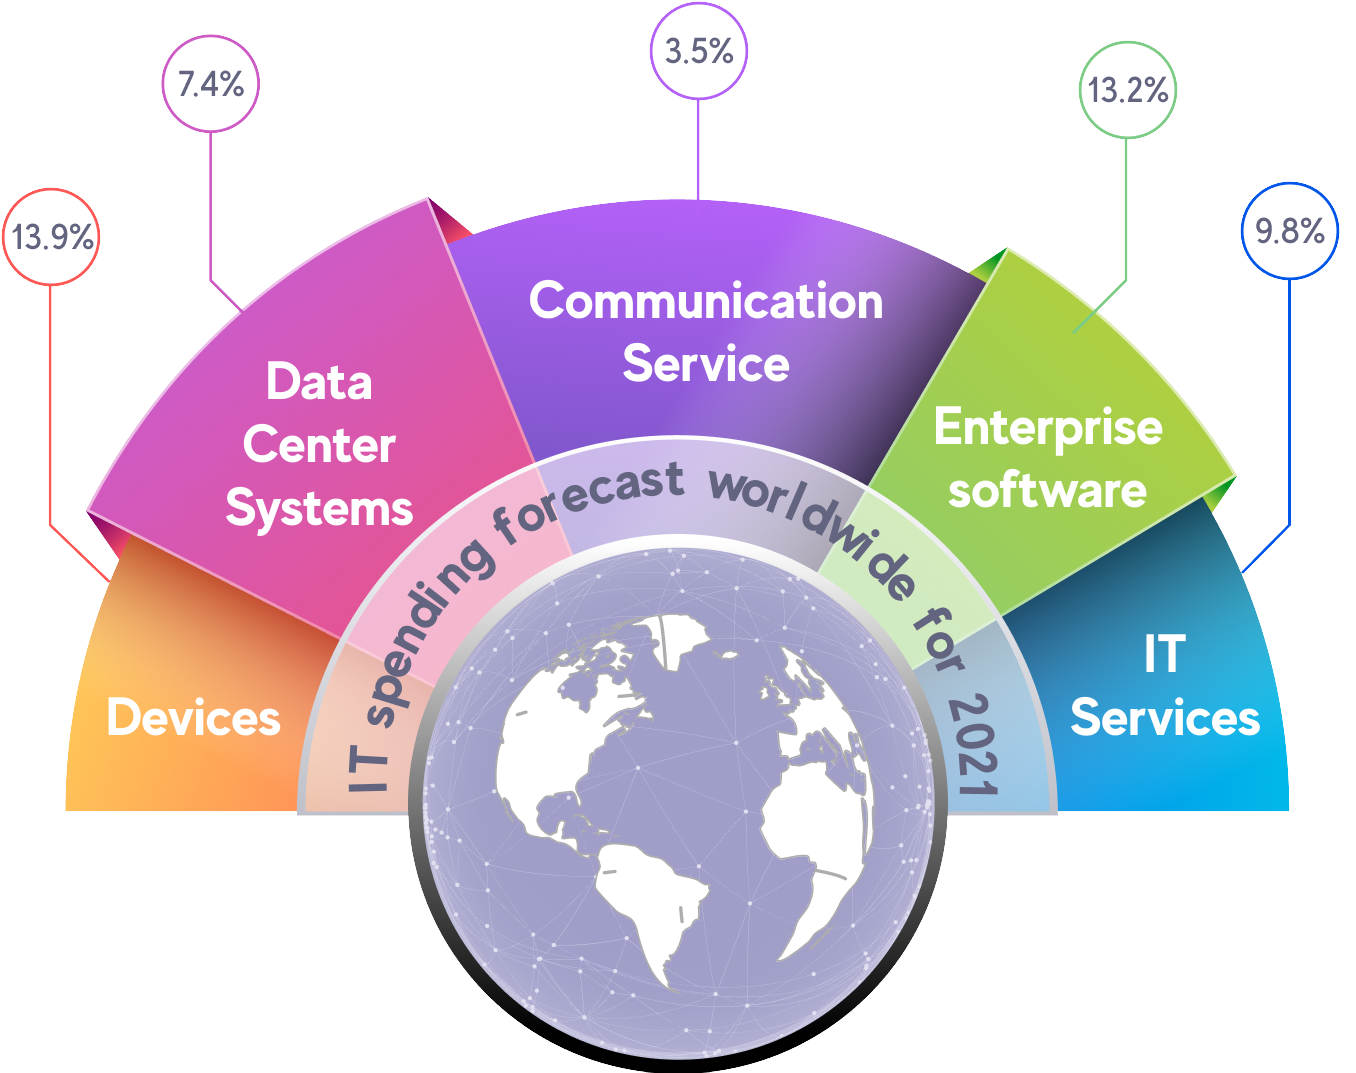 3.5%
7.4%
13.2%
13.9%
9.8%
Communication
Service
Data
Center
Systems
Enterprise
software
IT
Services
Devices
IT spending forecast worldwide for 2021